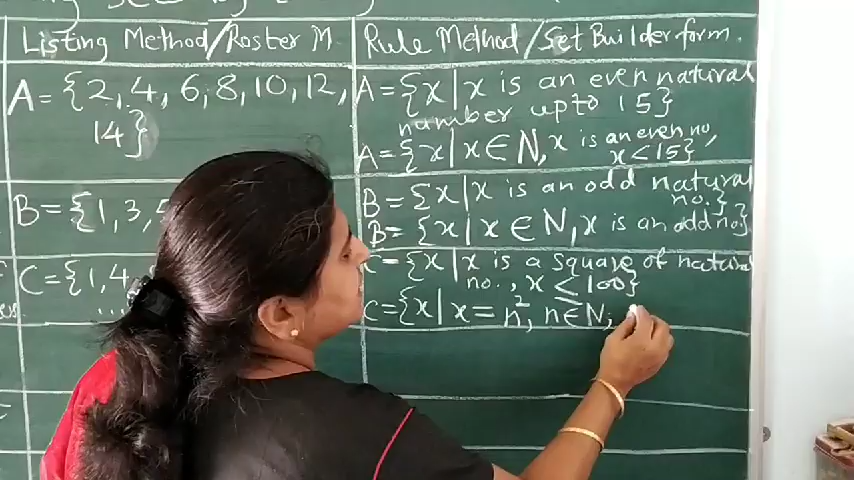 Listing Method/Roster M
Rule Method/Set Builder form.
A={2,4,6,8,10,12,
14}
A={x|x is an even natural
number upto 15}
A={x|x∈N,x is an even no,
x<15}
B={1,3,5
B={x|x is an odd natural
no.}
B={x|x∈N,x is an odd no.}
C={1,4
....
C={x|x is a square of natural
no., x ≤ 100}
C={x|x=n²,n∈N;